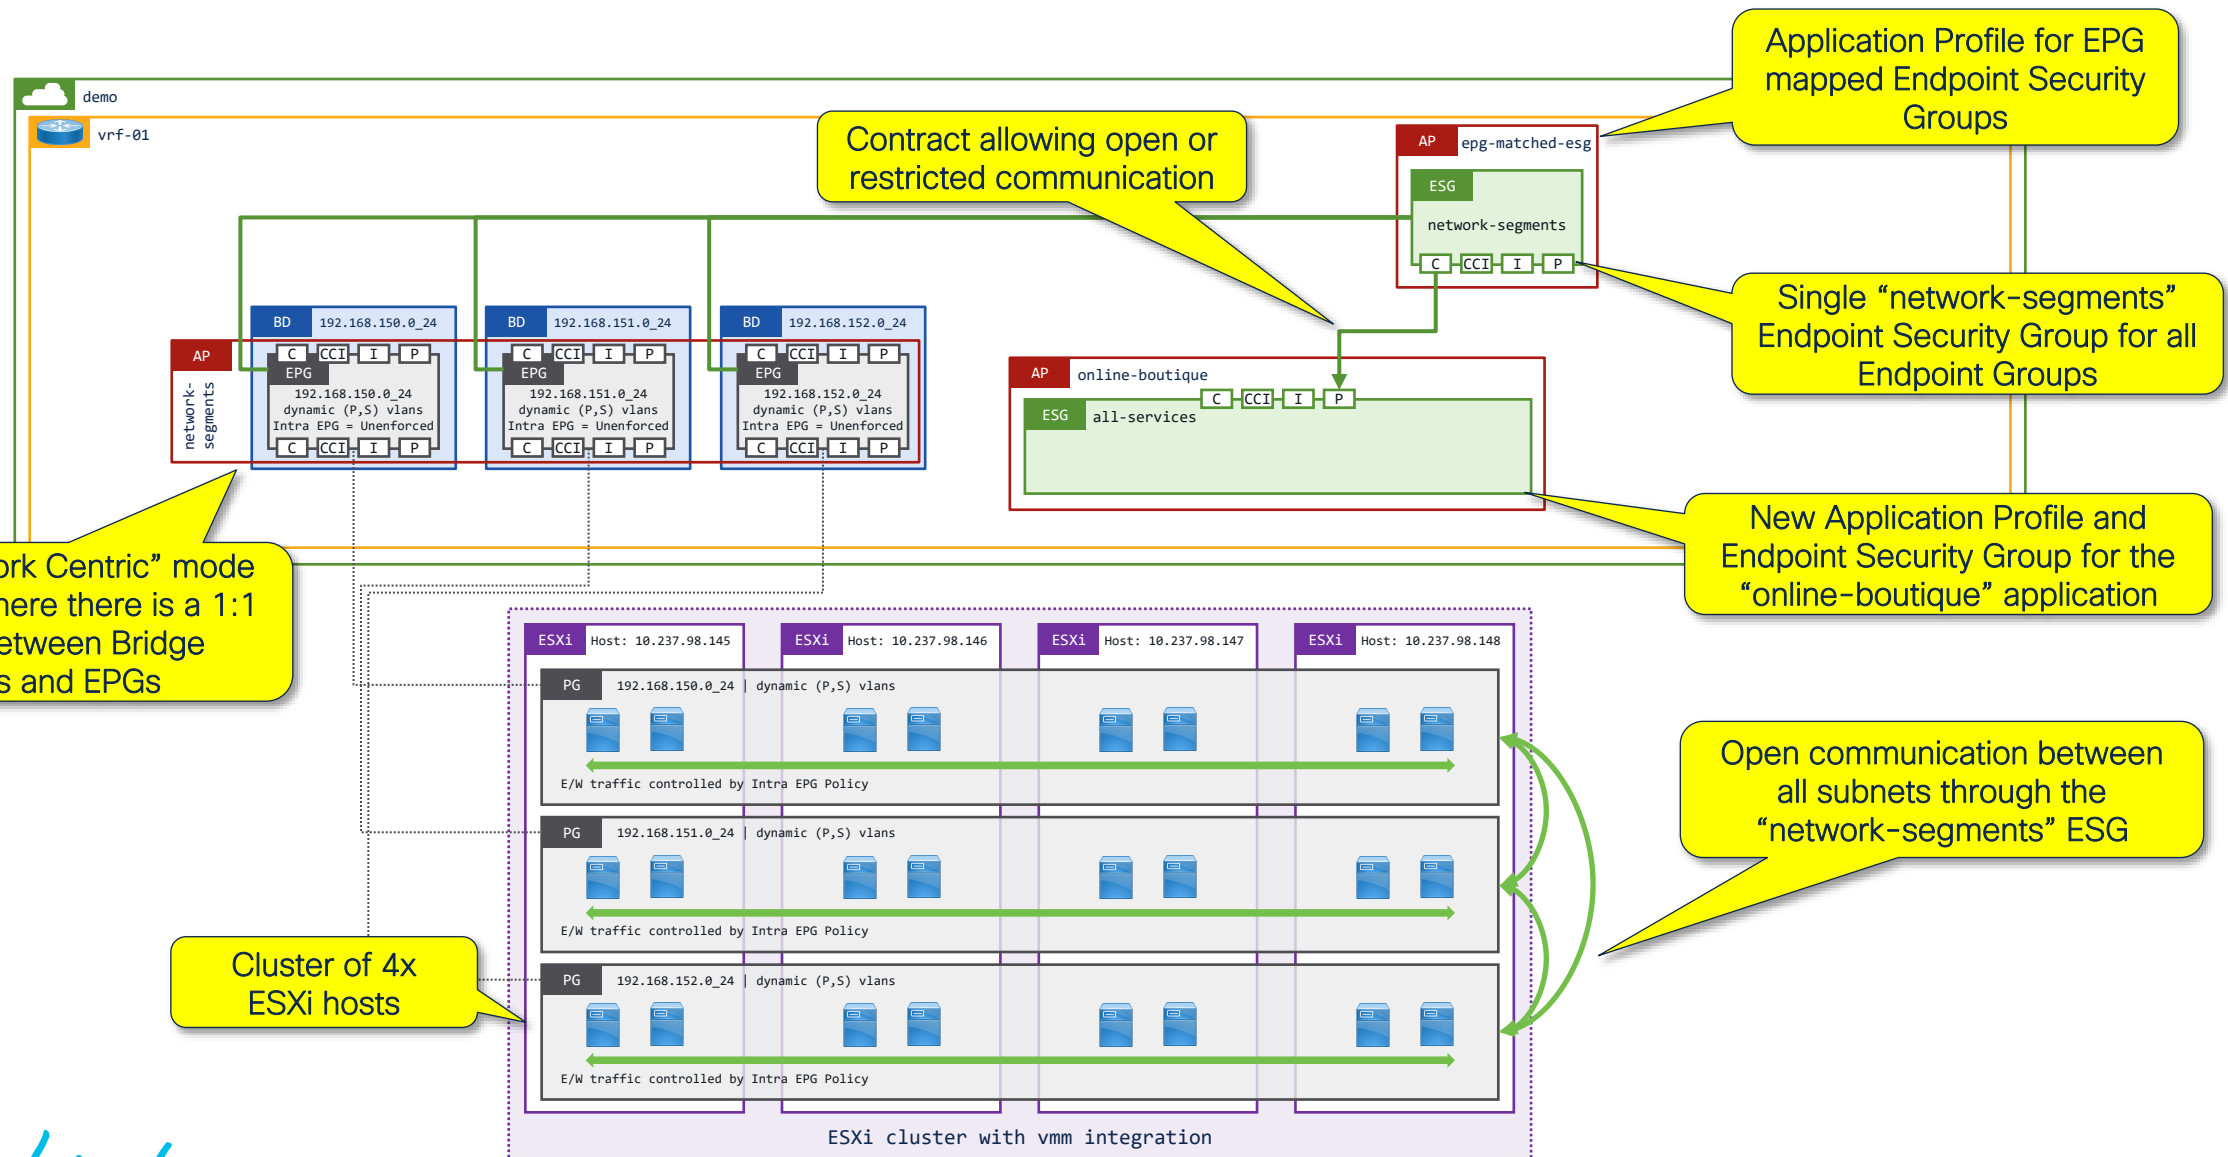 Application Profile for EPG
mapped Endpoint Security
Groups
demo
vrf-01
Contract allowing open or
restricted communication
AP epg-matched-esg
ESG
network-segments
C CCI I P
Single “network-segments”
Endpoint Security Group for all
Endpoint Groups
BD 192.168.150.0_24
BD 192.168.151.0_24
BD 192.168.152.0_24
AP
network-
segments
C CCI I P
EPG
192.168.150.0_24
dynamic (P,S) vlans
Intra EPG = Unenforced
C CCI I P
C CCI I P
EPG
192.168.151.0_24
dynamic (P,S) vlans
Intra EPG = Unenforced
C CCI I P
C CCI I P
EPG
192.168.152.0_24
dynamic (P,S) vlans
Intra EPG = Unenforced
C CCI I P
AP online-boutique
C CCI I P
ESG all-services
New Application Profile and
Endpoint Security Group for the
“online-boutique” application
Centric” mode
there is a 1:1
Bridge
and EPGs
ESXi Host: 10.237.98.145
ESXi Host: 10.237.98.146
ESXi Host: 10.237.98.147
ESXi Host: 10.237.98.148
PG 192.168.150.0_24 | dynamic (P,S) vlans
E/W traffic controlled by Intra EPG Policy
PG 192.168.151.0_24 | dynamic (P,S) vlans
E/W traffic controlled by Intra EPG Policy
PG 192.168.152.0_24 | dynamic (P,S) vlans
E/W traffic controlled by Intra EPG Policy
Open communication between
all subnets through the
“network-segments” ESG
Cluster of 4x
ESXi hosts
ESXi cluster with vmm integration